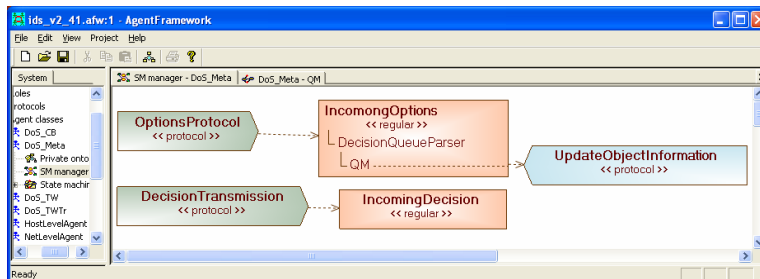 ids_v2_41.afw:1 - AgentFramework
File Edit View Project Help
System
SM manager - DoS_Meta
DoS_Meta - QM
.oles
rotocols
gent classes
DoS_CB
DoS_Meta
Private onto
SM manager
State machir
DoS_TW
DoS_TWTr
HostLevelAgent
NetLevelAgent
OptionsProtocol
<< protocol >>
IncomongOptions
<< regular >>
DecisionQueueParser
QM
UpdateObjectInformation
<< protocol >>
DecisionTransmission
<< protocol >>
IncomingDecision
<< regular >>
Ready